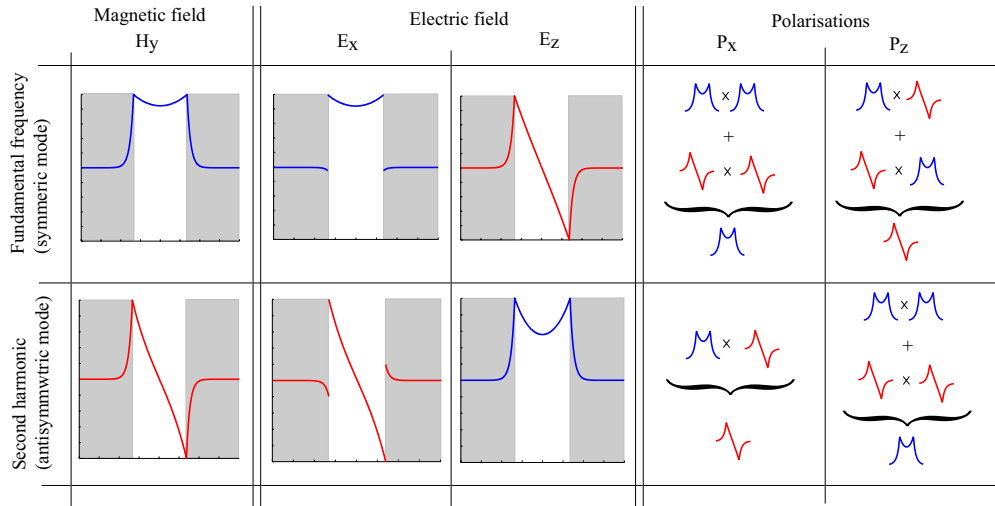 Magnetic field
Electric field
Polarisations
Hy
Ex
Ez
Px
Pz
Fundamental frequency
(symmeric mode)
x
x
+
+
x
x
Second harmonic
(antisymmwtric mode)
x
x
+
x